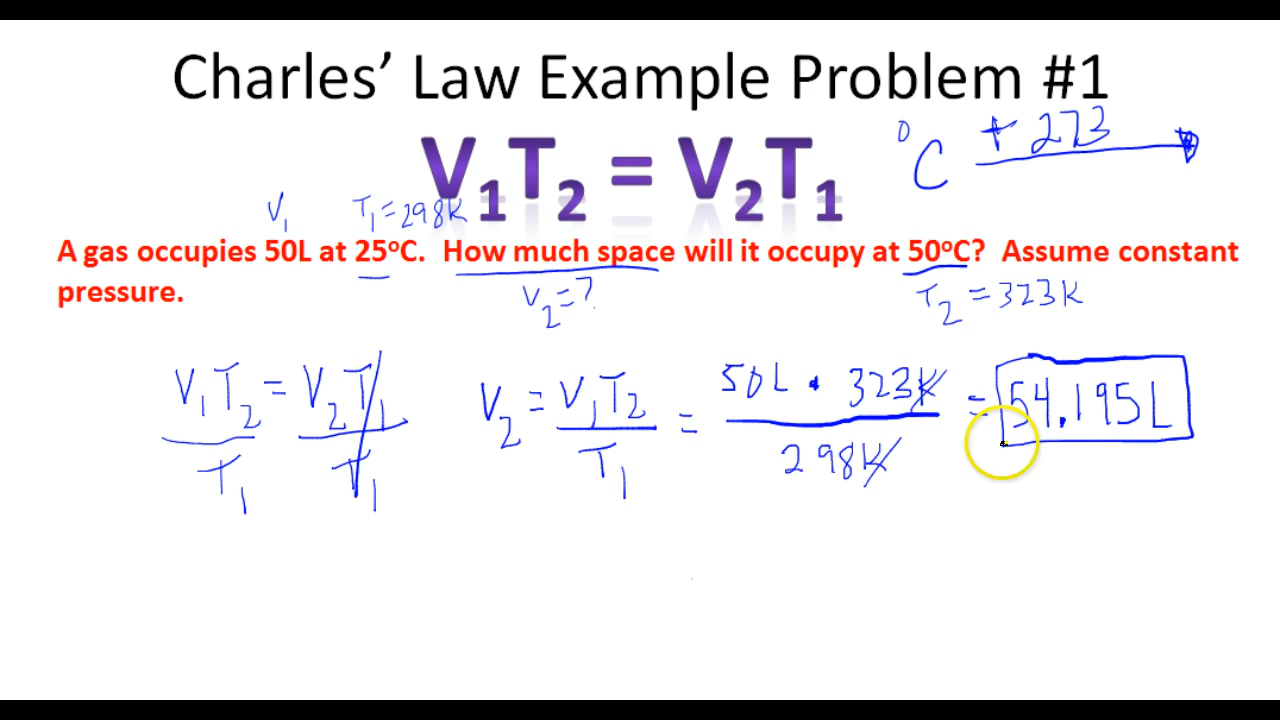 Charles’ Law Example Problem #1
V₁T₂ = V₂T₁
°C + 273
V₁ T₁ = 298K
A gas occupies 50L at 25°C. How much space will it occupy at 50°C? Assume constant
pressure.
V₂ = ?
T₂ = 323K
V₁T₂ = V₂T₁
T₁ T₁
V₂ = V₁T₂ = 50L · 323K = 54.195L
T₁ 298K